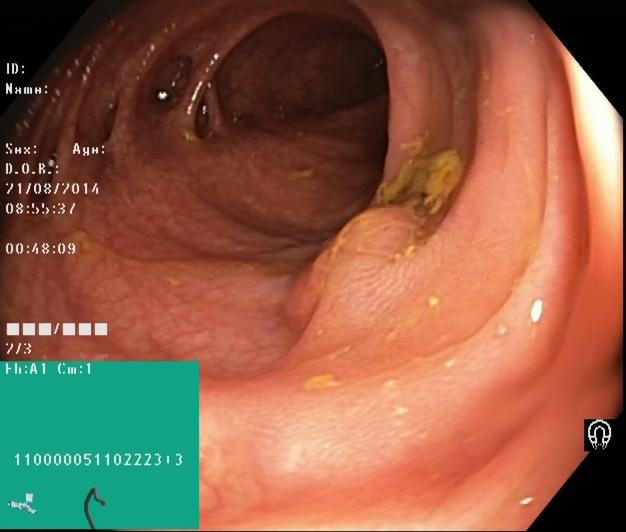 ID:
Name:
Sex: Age:
D.O.B.:
21/08/2014
08:55:37
00:48:09
■■■/■■■
2/3
Eh:A1 Cm:1
110000051102223+3